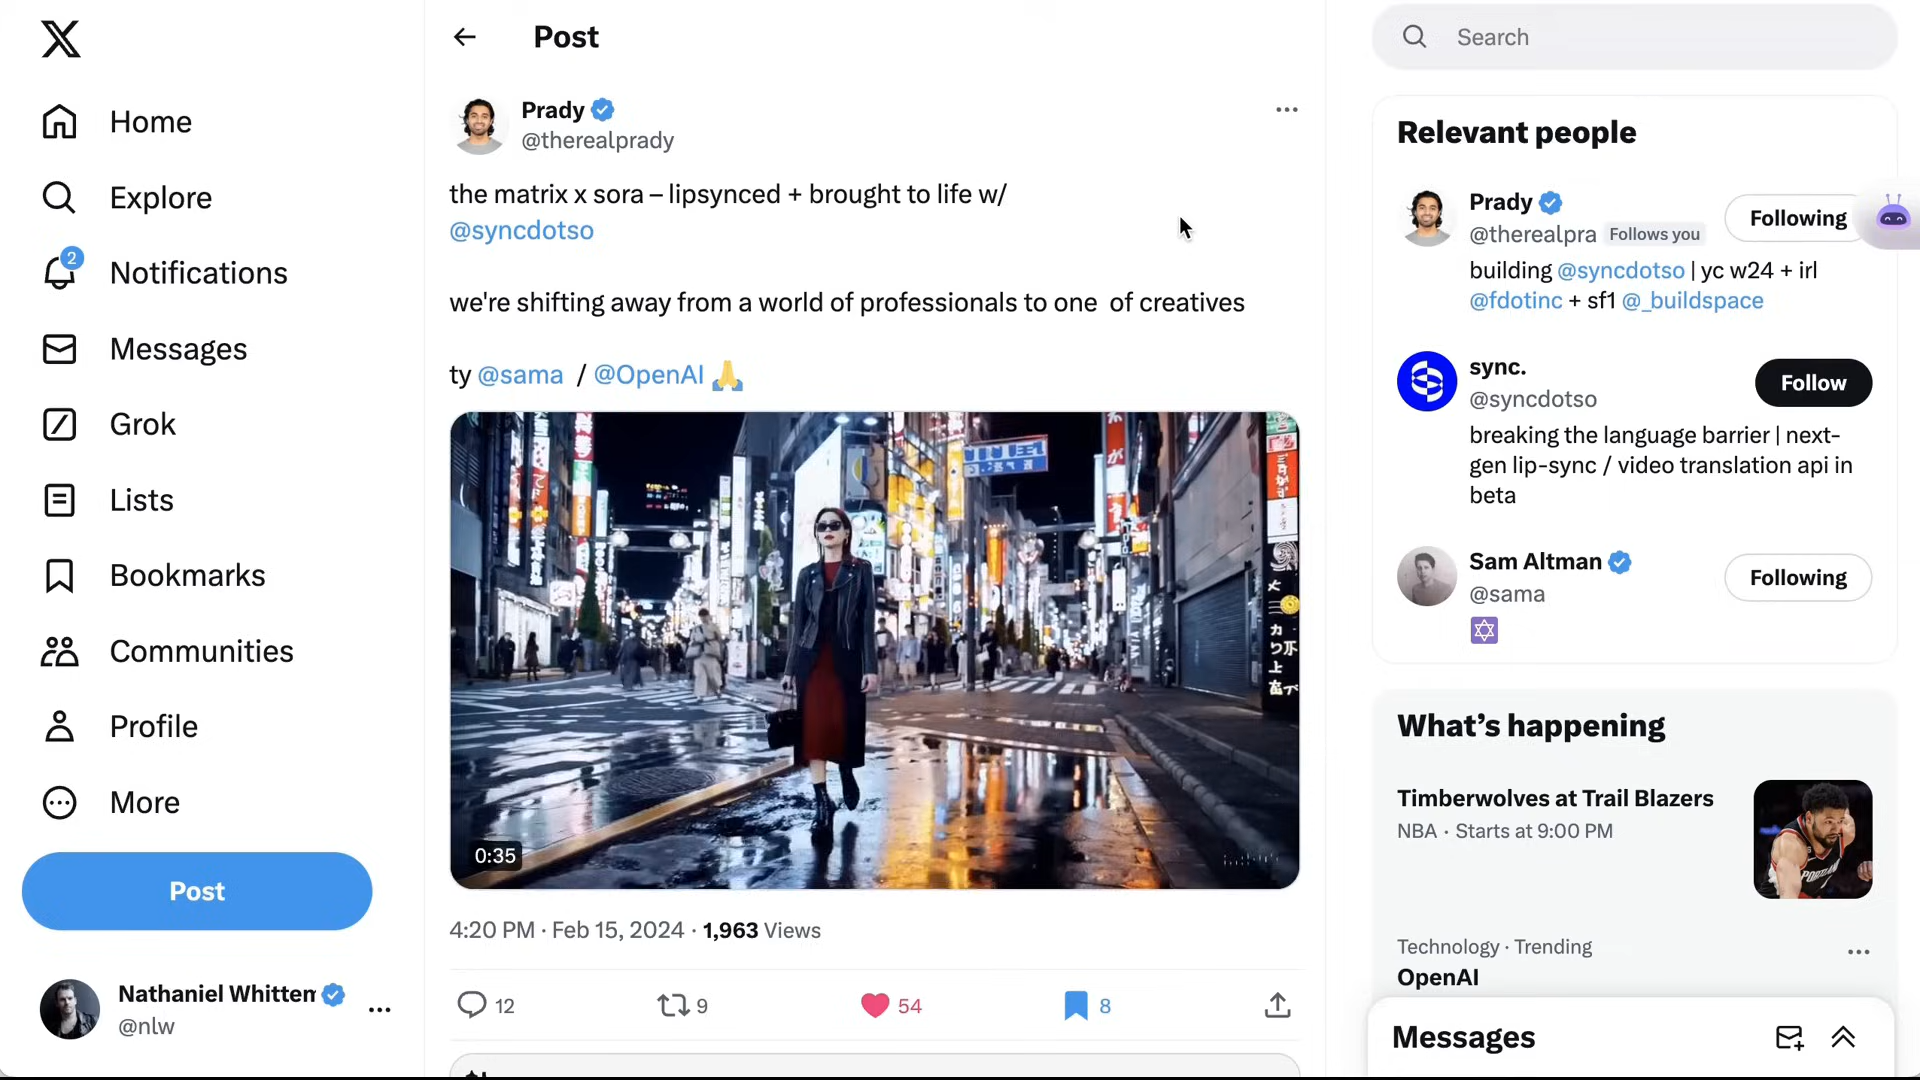 Home
Explore
2
Notifications
Messages
Grok
Lists
Bookmarks
Communities
Profile
More
Post
Nathaniel Whittem
@nlw
Post
Prady
@therealprady
the matrix x sora – lipsynced + brought to life w/
@syncdotso
we're shifting away from a world of professionals to one of creatives
ty @sama / @OpenAI 🙏
0:35
4:20 PM · Feb 15, 2024 · 1,963 Views
12
9
54
8
Search
Relevant people
Prady
Following
@therealpra Follows you
building @syncdotso | yc w24 + irl
@fdotinc + sf1 @_buildspace
sync.
Follow
@syncdotso
breaking the language barrier | next-
gen lip-sync / video translation api in
beta
Sam Altman
Following
@sama
🔯
What’s happening
Timberwolves at Trail Blazers
NBA · Starts at 9:00 PM
Technology · Trending
OpenAI
Messages